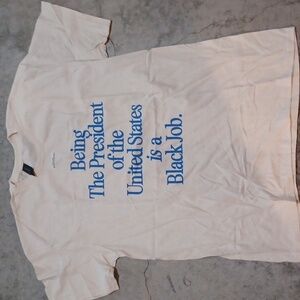 Being
The President
of the
United States
is a
Black Job.